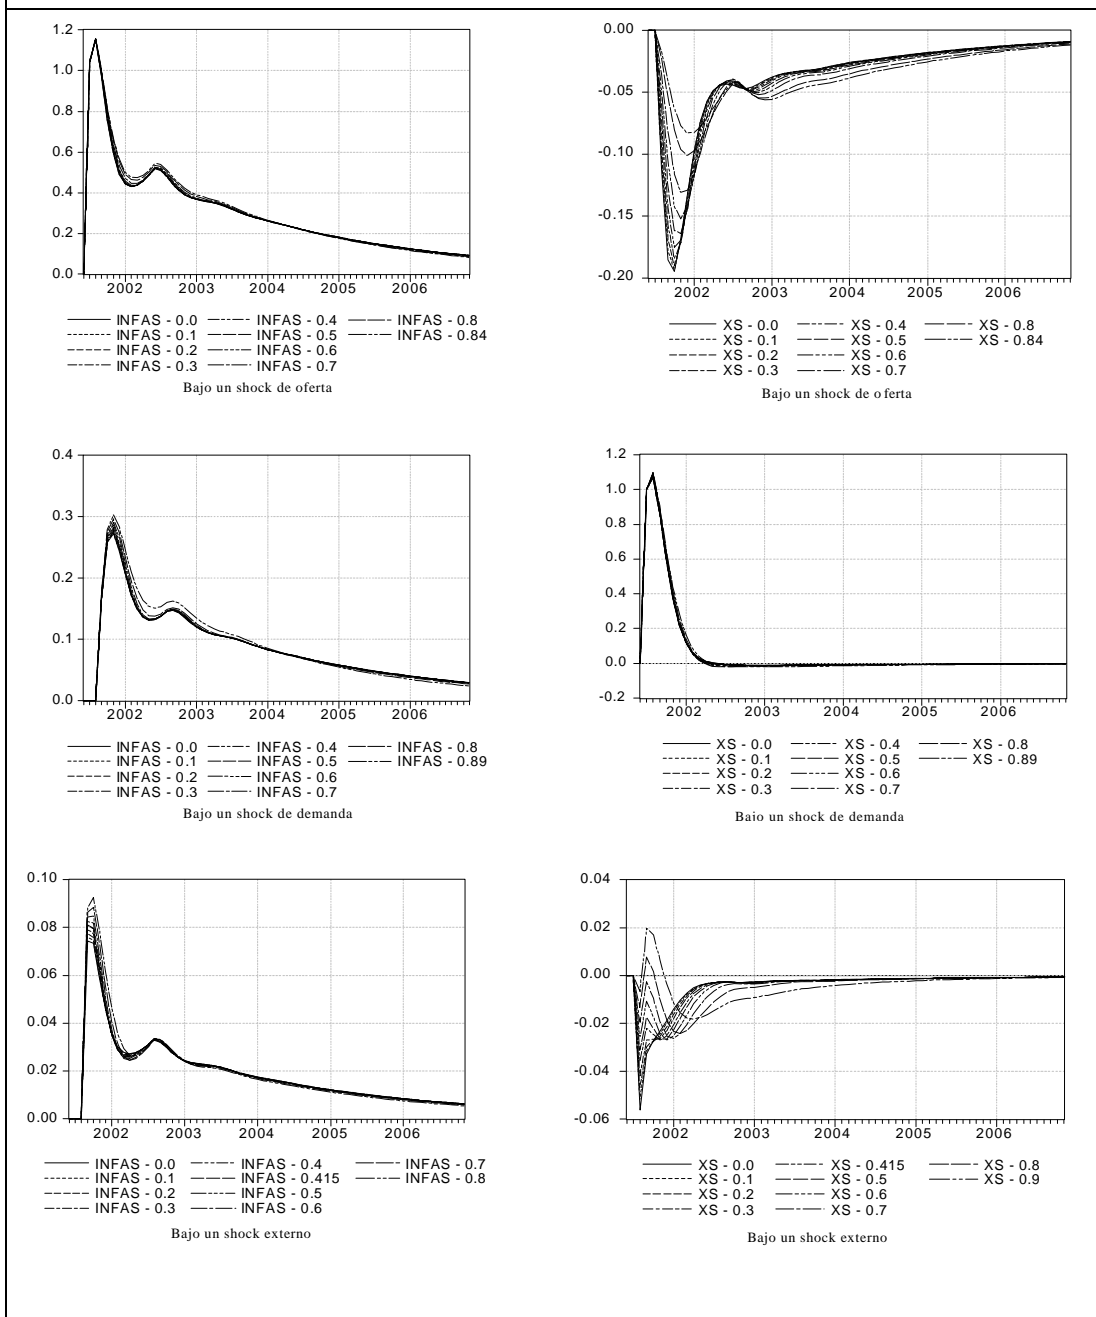 1.2
1.0
0.8
0.6
0.4
0.2
0.0
2002 2003 2004 2005 2006
INFAS - 0.0 INFAS - 0.4 INFAS - 0.8
INFAS - 0.1 INFAS - 0.5 INFAS - 0.84
INFAS - 0.2 INFAS - 0.6
INFAS - 0.3 INFAS - 0.7
Bajo un shock de oferta
0.00
-0.05
-0.10
-0.15
-0.20
2002 2003 2004 2005 2006
XS - 0.0 XS - 0.4 XS - 0.8
XS - 0.1 XS - 0.5 XS - 0.84
XS - 0.2 XS - 0.6
XS - 0.3 XS - 0.7
Bajo un shock de oferta
0.4
0.3
0.2
0.1
0.0
2002 2003 2004 2005 2006
INFAS - 0.0 INFAS - 0.4 INFAS - 0.8
INFAS - 0.1 INFAS - 0.5 INFAS - 0.89
INFAS - 0.2 INFAS - 0.6
INFAS - 0.3 INFAS - 0.7
Bajo un shock de demanda
1.2
1.0
0.8
0.6
0.4
0.2
0.0
-0.2
2002 2003 2004 2005 2006
XS - 0.0 XS - 0.4 XS - 0.8
XS - 0.1 XS - 0.5 XS - 0.89
XS - 0.2 XS - 0.6
XS - 0.3 XS - 0.7
Bajo un shock de demanda
0.10
0.08
0.06
0.04
0.02
0.00
2002 2003 2004 2005 2006
INFAS - 0.0 INFAS - 0.4 INFAS - 0.7
INFAS - 0.1 INFAS - 0.415 INFAS - 0.8
INFAS - 0.2 INFAS - 0.5
INFAS - 0.3 INFAS - 0.6
Bajo un shock externo
0.04
0.02
0.00
-0.02
-0.04
-0.06
2002 2003 2004 2005 2006
XS - 0.0 XS - 0.415 XS - 0.8
XS - 0.1 XS - 0.5 XS - 0.9
XS - 0.2 XS - 0.6
XS - 0.3 XS - 0.7
Bajo un shock externo